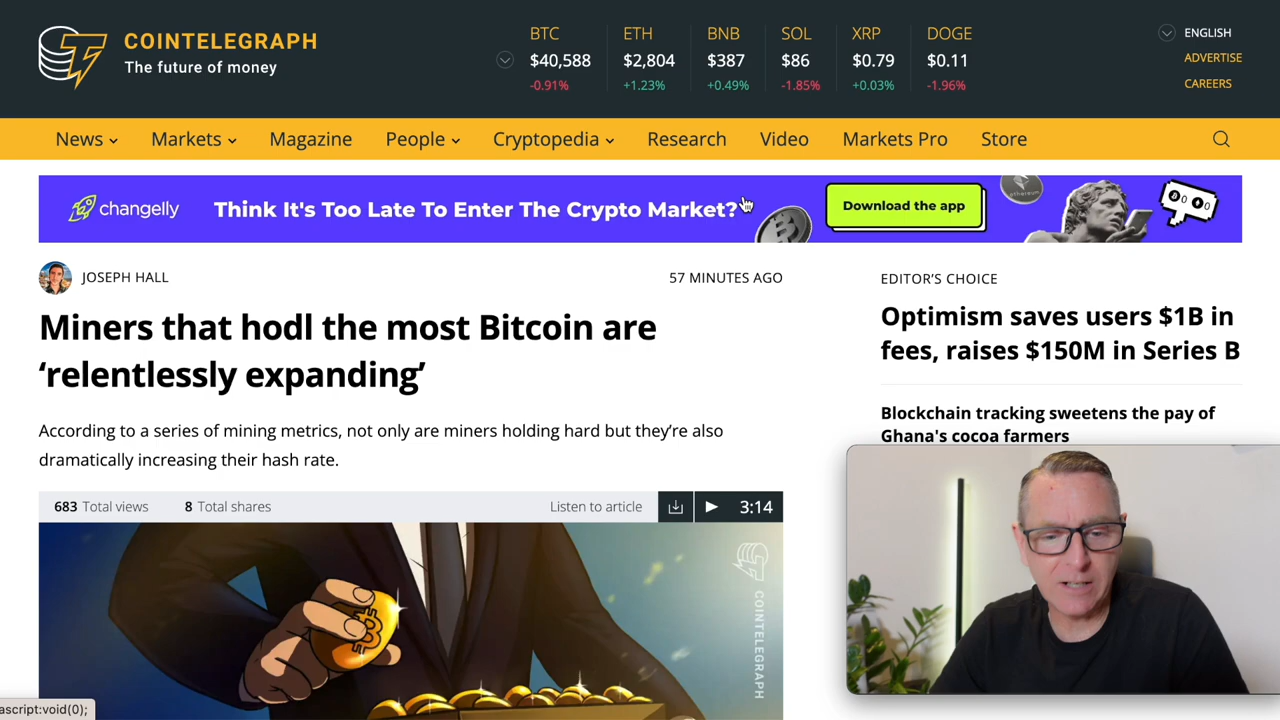 COINTELEGRAPH
The future of money
BTC ETH BNB SOL XRP DOGE
$40,588 $2,804 $387 $86 $0.79 $0.11
-0.91% +1.23% +0.49% -1.85% +0.03% -1.96%
ENGLISH
ADVERTISE
CAREERS
News Markets Magazine People Cryptopedia Research Video Markets Pro Store
changelly Think It's Too Late To Enter The Crypto Market? Download the app
JOSEPH HALL 57 MINUTES AGO
Miners that hodl the most Bitcoin are
‘relentlessly expanding’
According to a series of mining metrics, not only are miners holding hard but they’re also
dramatically increasing their hash rate.
683 Total views 8 Total shares Listen to article 3:14
COINTELEGRAPH
EDITOR’S CHOICE
Optimism saves users $1B in
fees, raises $150M in Series B
Blockchain tracking sweetens the pay of
Ghana's cocoa farmers
ascript:void(0);